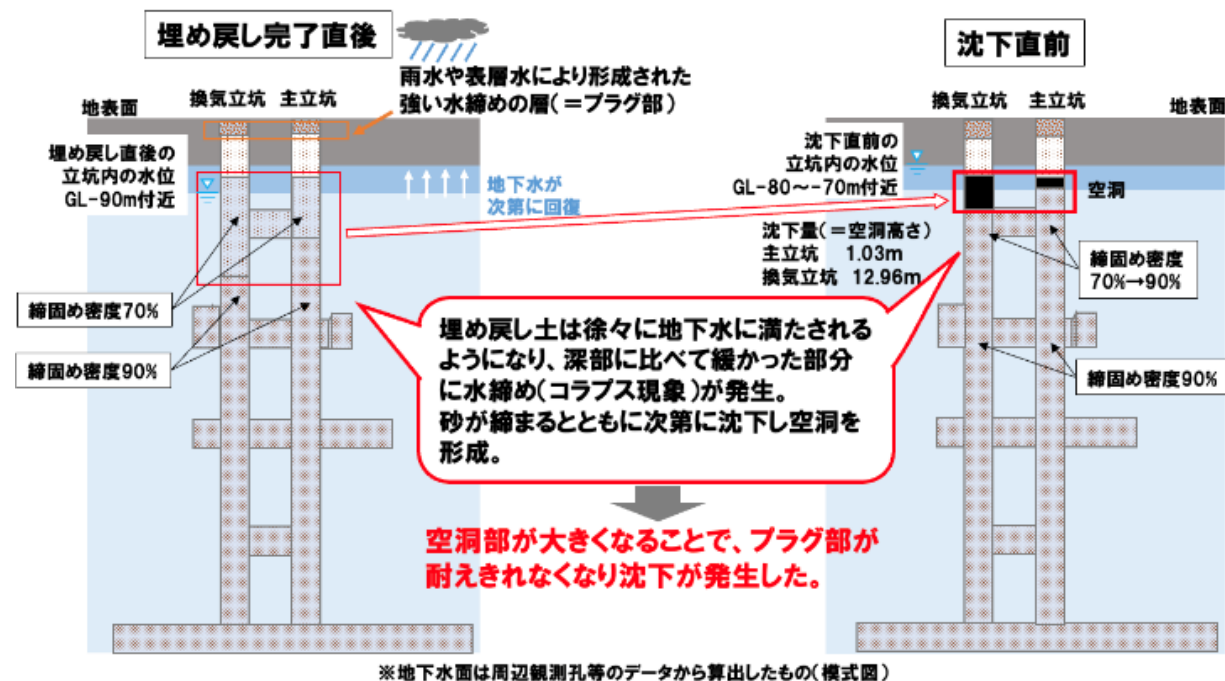 埋め戻し完了直後
雨水や表層水により形成された
強い水締めの層(=プラグ部)
地表面
換気立坑
主立坑
埋め戻し直後の
立坑内の水位
GL-90m付近
地下水が
次第に回復
締固め密度70%
締固め密度90%
沈下直前
換気立坑
主立坑
地表面
沈下直前の
立坑内の水位
GL-80~-70m付近
空洞
沈下量(=空洞高さ)
主立坑 1.03m
換気立坑 12.96m
締固め密度
70%→90%
締固め密度90%
埋め戻し土は徐々に地下水に満たされる
ようになり、深部に比べて緩かった部分
に水締め(コラプス現象)が発生。
砂が締まるとともに次第に沈下し空洞を
形成。
空洞部が大きくなることで、プラグ部が
耐えきれなくなり沈下が発生した。
※地下水面は周辺観測孔等のデータから算出したもの(模式図)